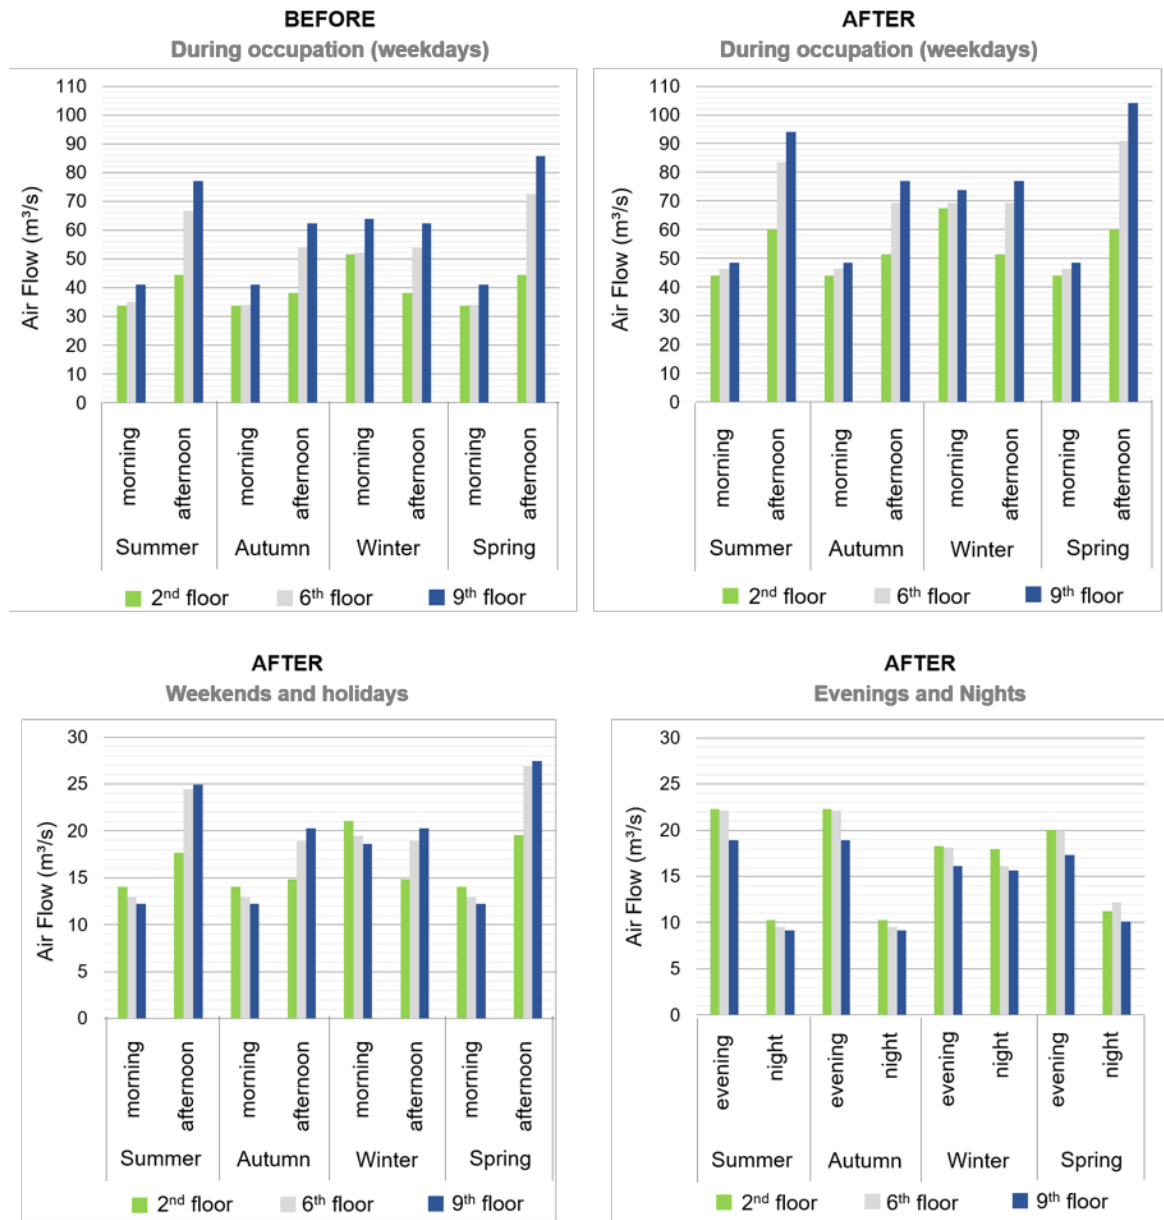 BEFORE
During occupation (weekdays)
Air Flow (m³/s)
110
100
90
80
70
60
50
40
30
20
10
0
morning
afternoon
morning
afternoon
morning
afternoon
morning
afternoon
Summer
Autumn
Winter
Spring
2nd floor
6th floor
9th floor
AFTER
During occupation (weekdays)
Air Flow (m³/s)
110
100
90
80
70
60
50
40
30
20
10
0
morning
afternoon
morning
afternoon
morning
afternoon
morning
afternoon
Summer
Autumn
Winter
Spring
2nd floor
6th floor
9th floor
AFTER
Weekends and holidays
Air Flow (m³/s)
30
25
20
15
10
5
0
morning
afternoon
morning
afternoon
morning
afternoon
morning
afternoon
Summer
Autumn
Winter
Spring
2nd floor
6th floor
9th floor
AFTER
Evenings and Nights
Air Flow (m³/s)
30
25
20
15
10
5
0
evening
night
evening
night
evening
night
evening
night
Summer
Autumn
Winter
Spring
2nd floor
6th floor
9th floor